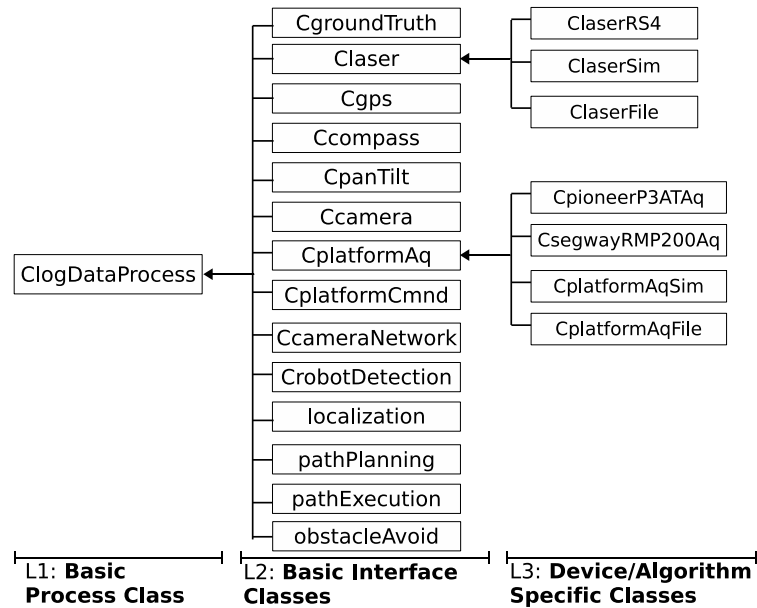 ClogDataProcess
CgroundTruth
Claser
Cgps
Ccompass
CpanTilt
Ccamera
CplatformAq
CplatformCmnd
CcameraNetwork
CrobotDetection
localization
pathPlanning
pathExecution
obstacleAvoid
ClaserRS4
ClaserSim
ClaserFile
CpioneerP3ATAq
CsegwayRMP200Aq
CplatformAqSim
CplatformAqFile
L1: Basic
Process Class
L2: Basic Interface
Classes
L3: Device/Algorithm
Specific Classes